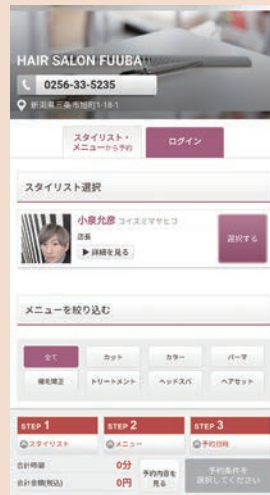 HAIR SALON FUUBA
0256-33-5235
新潟県三条市旭町1-18-1
スタイリスト・
メニューから予約
ログイン
スタイリスト選択
小泉允彦 コイズミマサヒコ
店長
▶詳細を見る
選択する
メニューを絞り込む
全て
カット
カラー
パーマ
縮毛矯正
トリートメント
ヘッドスパ
ヘアセット
STEP 1
STEP 2
STEP 3
スタイリスト
メニュー
予約日時
合計時間
0分
合計金額(税込)
0円
予約内容を
見る
予約条件を
選択してください